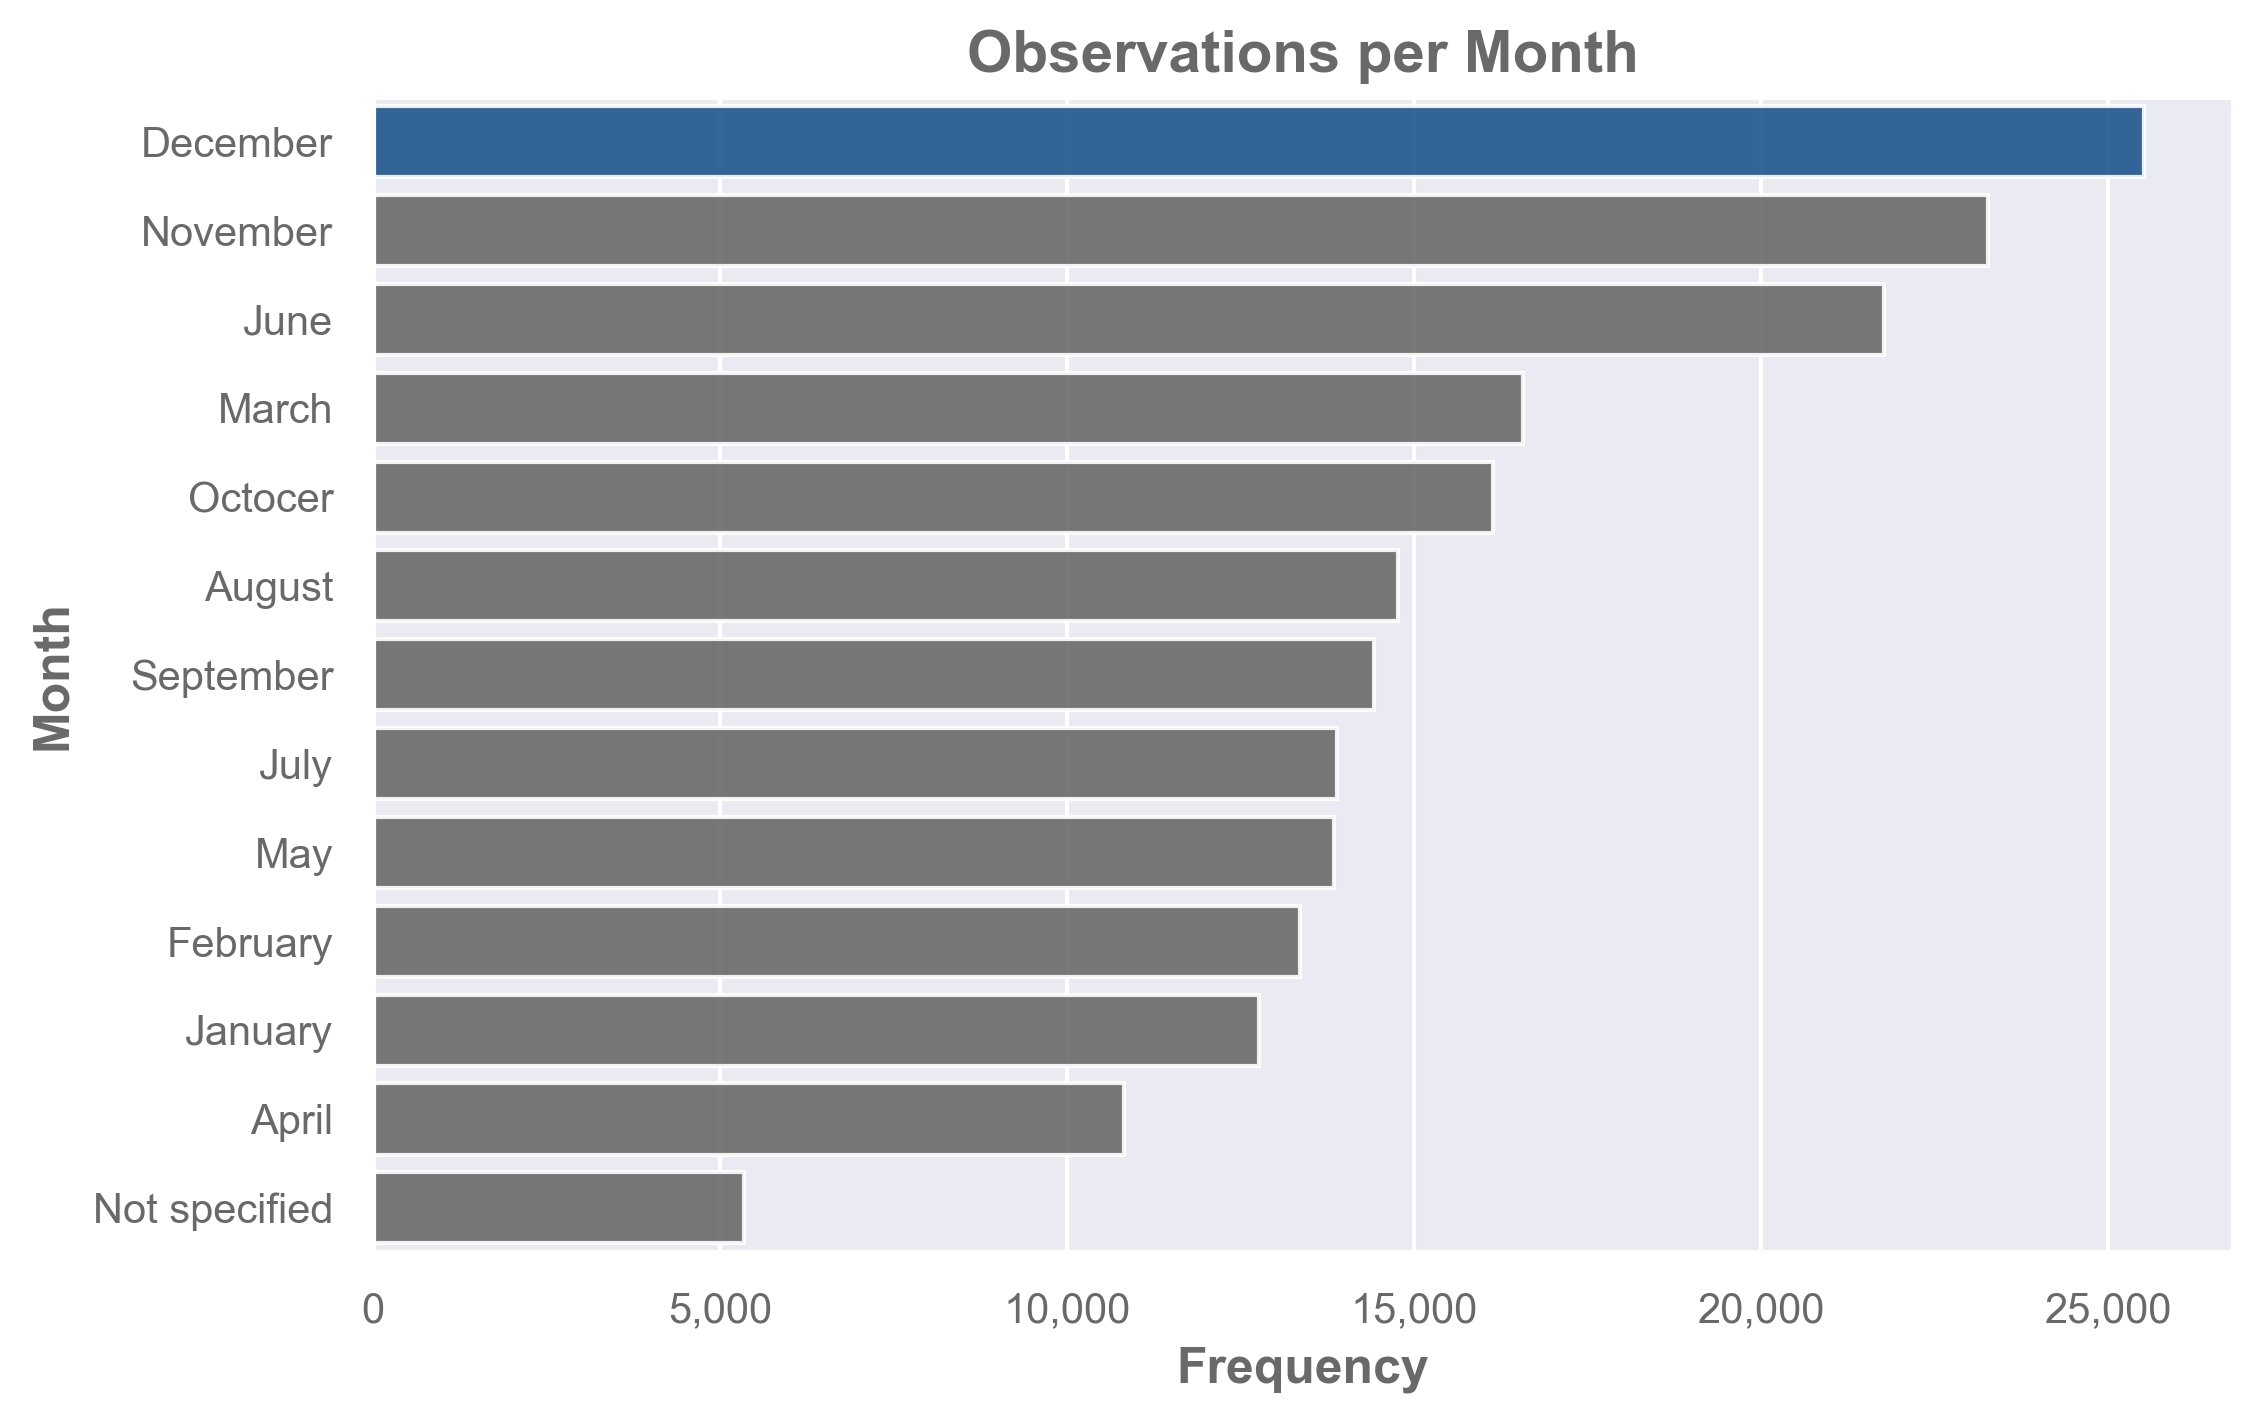 Observations per Month
December
November
June
March
Octocer
August
September
July
May
February
January
April
Not specified
Month
0
5,000
10,000
15,000
20,000
25,000
Frequency